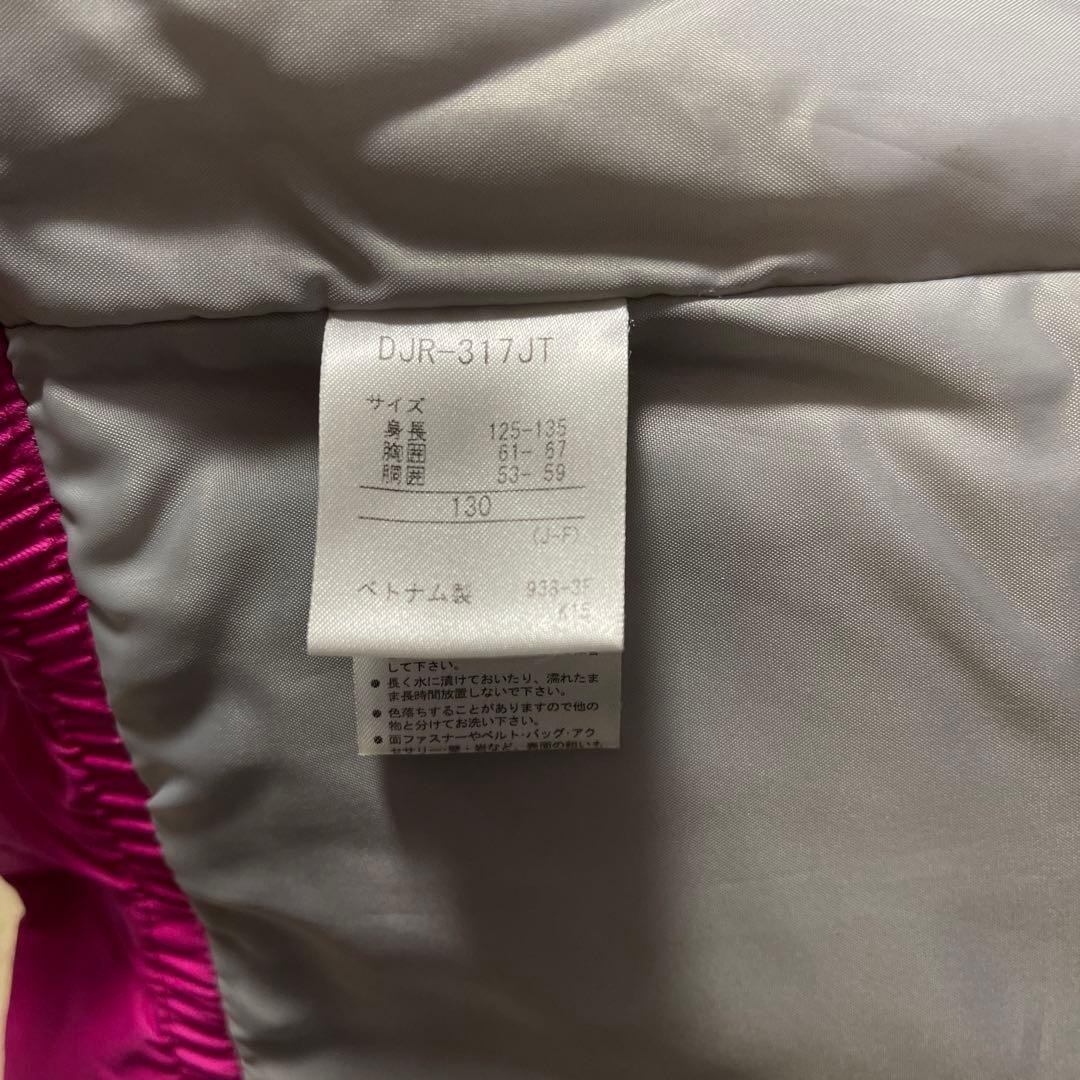 DJR-317JT
サイズ
身長 125-135
胸囲 61- 67
胴囲 53- 59
130
(J-F)
ベトナム製 938-3F
K15
して下さい。
● 長く水に漬けておいたり、濡れたま
ま長時間放置しないで下さい。
● 色落ちすることがありますので他の
物と分けてお洗い下さい。
● 面ファスナーやベルト・バッグ・アク
セサリー・壁・岩など、表面の粗いも